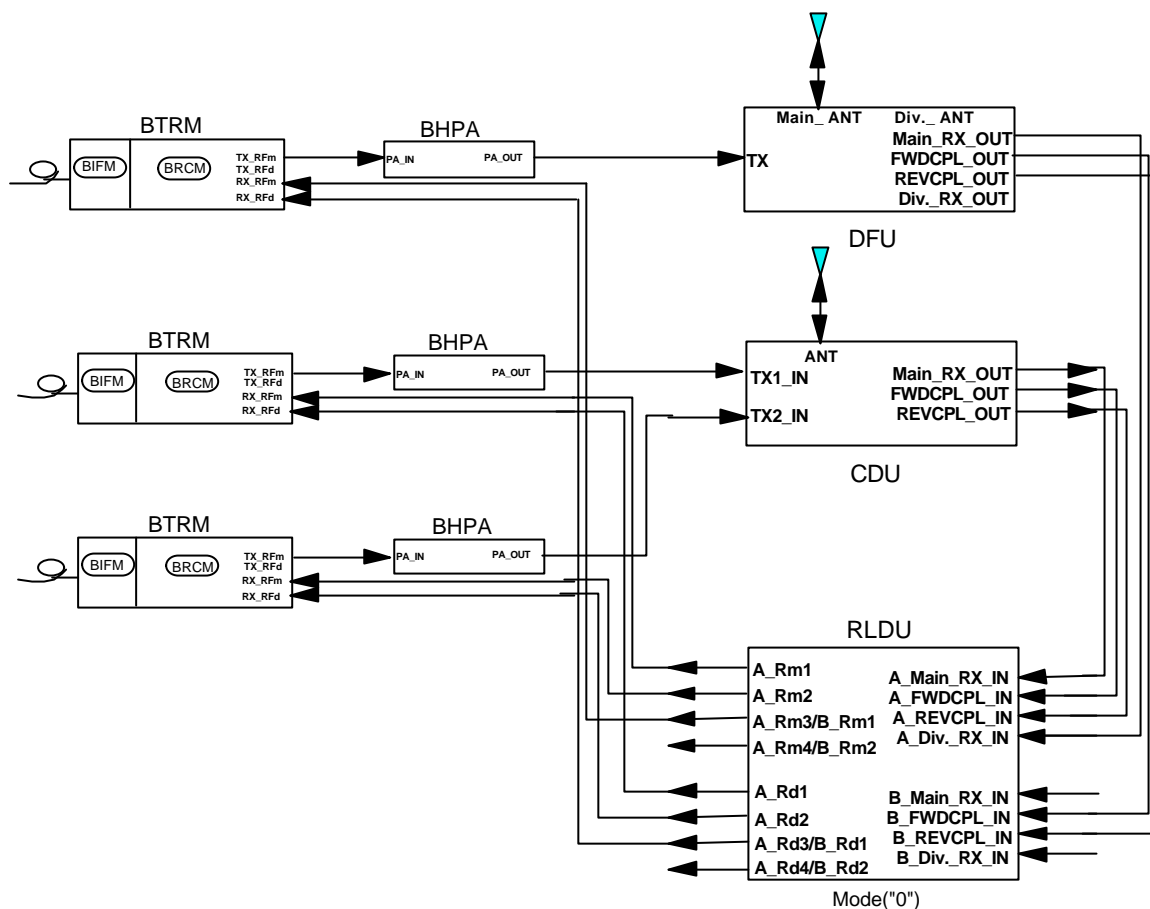 Main_ ANT Div._ ANT
Main_RX_OUT
FWDCPL_OUT
REVCPL_OUT
Div._RX_OUT
TX
DFU
BTRM
BIFM
BRCM
TX_RFm
TX_RFd
RX_RFm
RX_RFd
BHPA
PA_IN
PA_OUT
BTRM
BIFM
BRCM
TX_RFm
TX_RFd
RX_RFm
RX_RFd
BHPA
PA_IN
PA_OUT
ANT
TX1_IN
TX2_IN
Main_RX_OUT
FWDCPL_OUT
REVCPL_OUT
CDU
BTRM
BIFM
BRCM
TX_RFm
TX_RFd
RX_RFm
RX_RFd
BHPA
PA_IN
PA_OUT
RLDU
A_Rm1
A_Rm2
A_Rm3/B_Rm1
A_Rm4/B_Rm2
A_Rd1
A_Rd2
A_Rd3/B_Rd1
A_Rd4/B_Rd2
A_Main_RX_IN
A_FWDCPL_IN
A_REVCPL_IN
A_Div._RX_IN
B_Main_RX_IN
B_FWDCPL_IN
B_REVCPL_IN
B_Div._RX_IN
Mode("0")